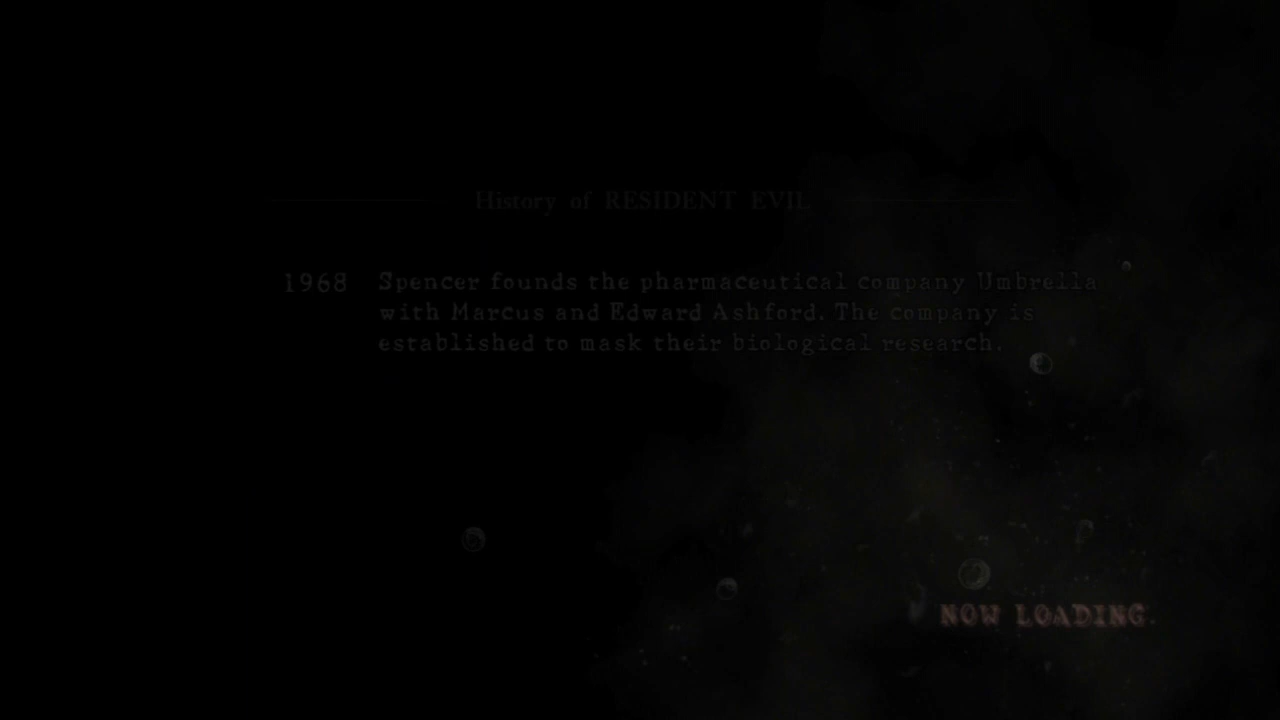 History of RESIDENT EVIL
1968 Spencer founds the pharmaceutical company Umbrella
with Marcus and Edward Ashford. The company is
established to mask their biological research.
NOW LOADING.